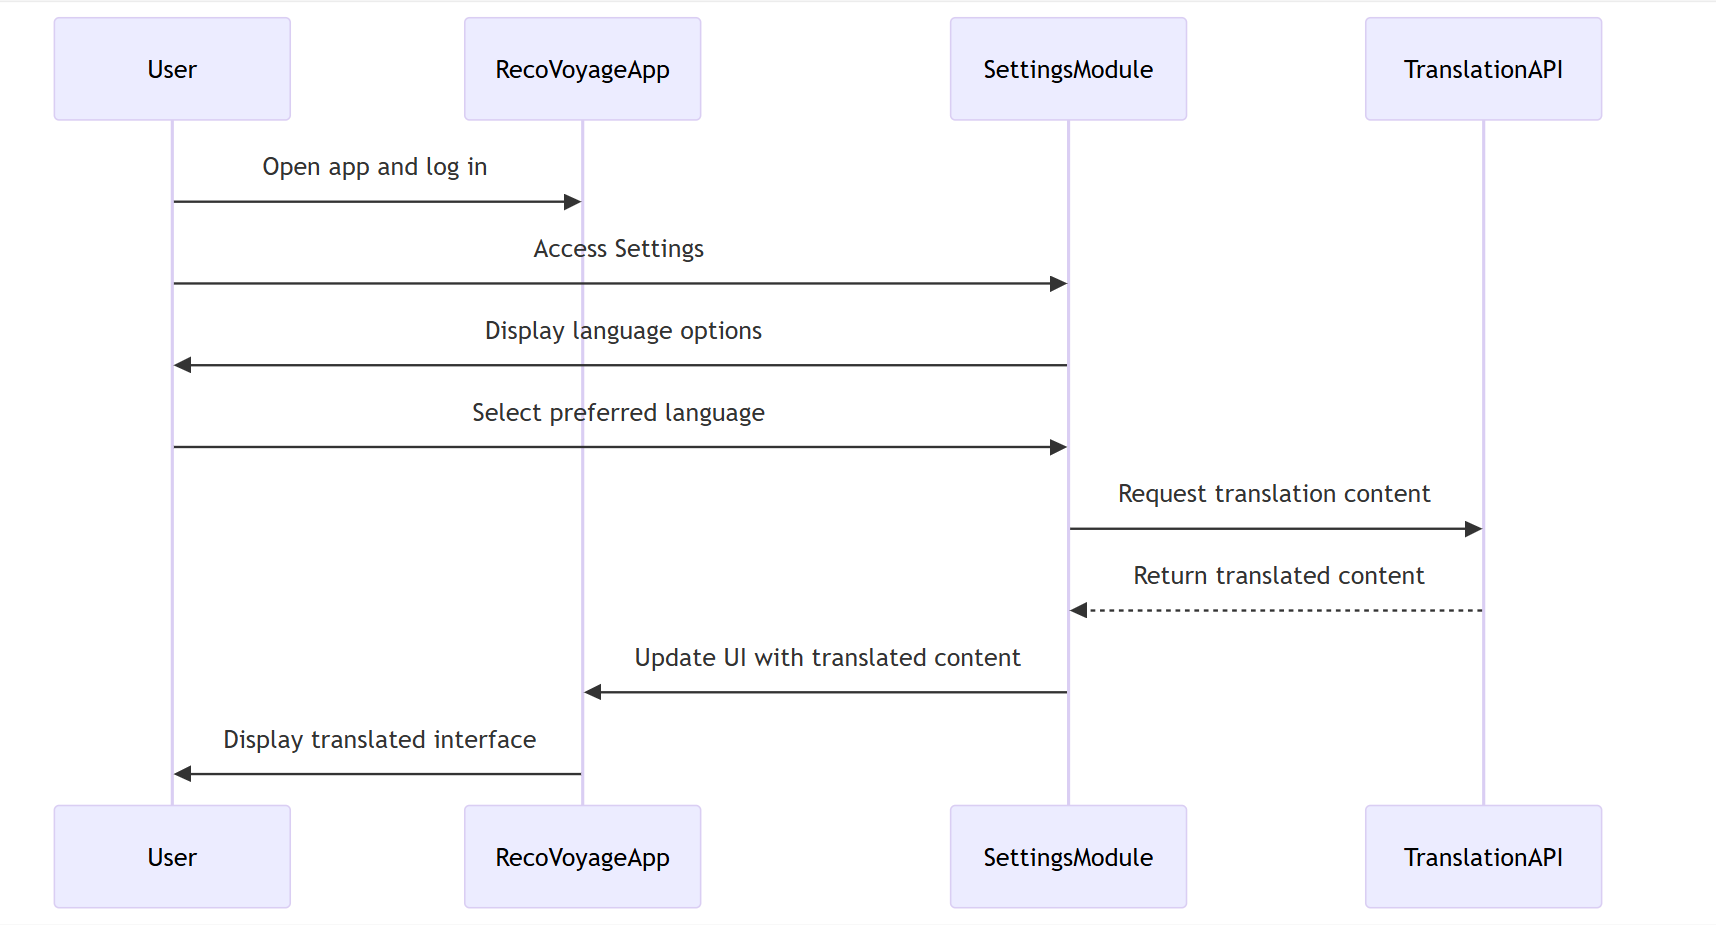 User
RecoVoyageApp
SettingsModule
TranslationAPI
Open app and log in
Access Settings
Display language options
Select preferred language
Request translation content
Return translated content
Update UI with translated content
Display translated interface
User
RecoVoyageApp
SettingsModule
TranslationAPI